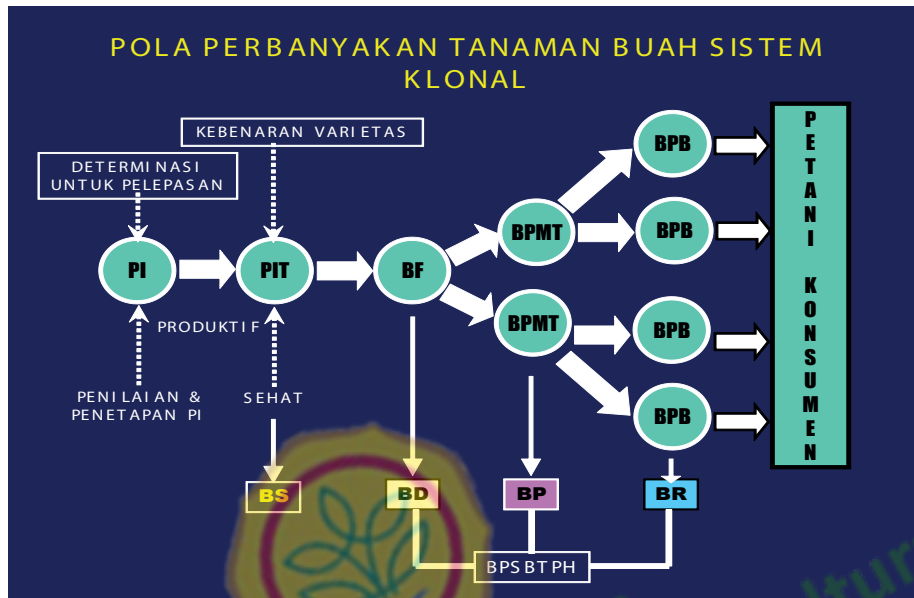 POLA PERBANYAKAN TANAMAN BUAH SISTEM
KLONAL
KEBENARAN VARIETAS
DETERMINASI
UNTUK PELEPASAN
PI
PIT
BF
BPMT
BPMT
BPB
BPB
BPB
BPB
PETANI KONSUMEN
PRODUKTIF
PENILAIAN &
PENETAPAN PI
SEHAT
BS
BD
BP
BR
BPSBTPH